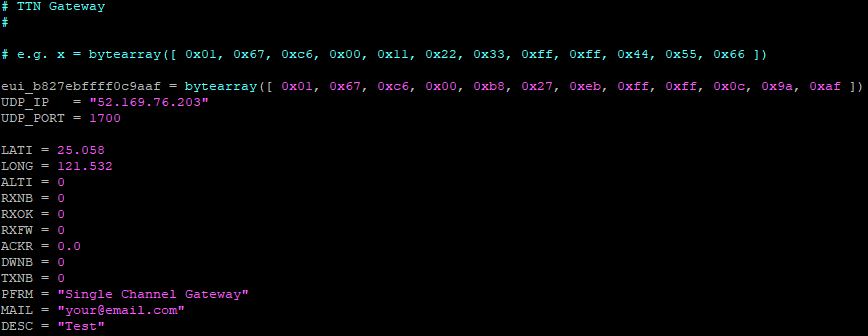 # TTN Gateway
#
# e.g. x = bytearray([ 0x01, 0x67, 0xc6, 0x00, 0x11, 0x22, 0x33, 0xff, 0xff, 0x44, 0x55, 0x66 ])
eui_b827ebffff0c9aaf = bytearray([ 0x01, 0x67, 0xc6, 0x00, 0xb8, 0x27, 0xeb, 0xff, 0xff, 0x0c, 0x9a, 0xaf ])
UDP_IP   = "52.169.76.203"
UDP_PORT = 1700
LATI = 25.058
LONG = 121.532
ALTI = 0
RXNB = 0
RXOK = 0
RXFW = 0
ACKR = 0.0
DWNB = 0
TXNB = 0
PFRM = "Single Channel Gateway"
MAIL = "your@email.com"
DESC = "Test"